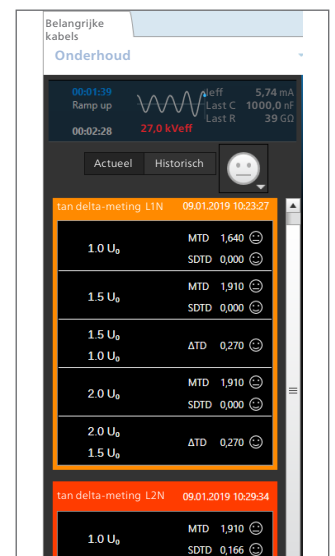 Belangrijke
kabels
Onderhoud
00:01:39
Ramp up
00:02:28
27,0 kVeff
Ieff 5,74 mA
Last C 1000,0 nF
Last R 39 GΩ
Actueel Historisch
tan delta-meting L1N 09.01.2019 10:23:27
1.0 U₀
MTD 1,640
SDTD 0,000
1.5 U₀
MTD 1,910
SDTD 0,000
1.5 U₀
1.0 U₀
ΔTD 0,270
2.0 U₀
MTD 1,910
SDTD 0,000
2.0 U₀
1.5 U₀
ΔTD 0,270
tan delta-meting L2N 09.01.2019 10:29:34
1.0 U₀
MTD 1,910
SDTD 0,166